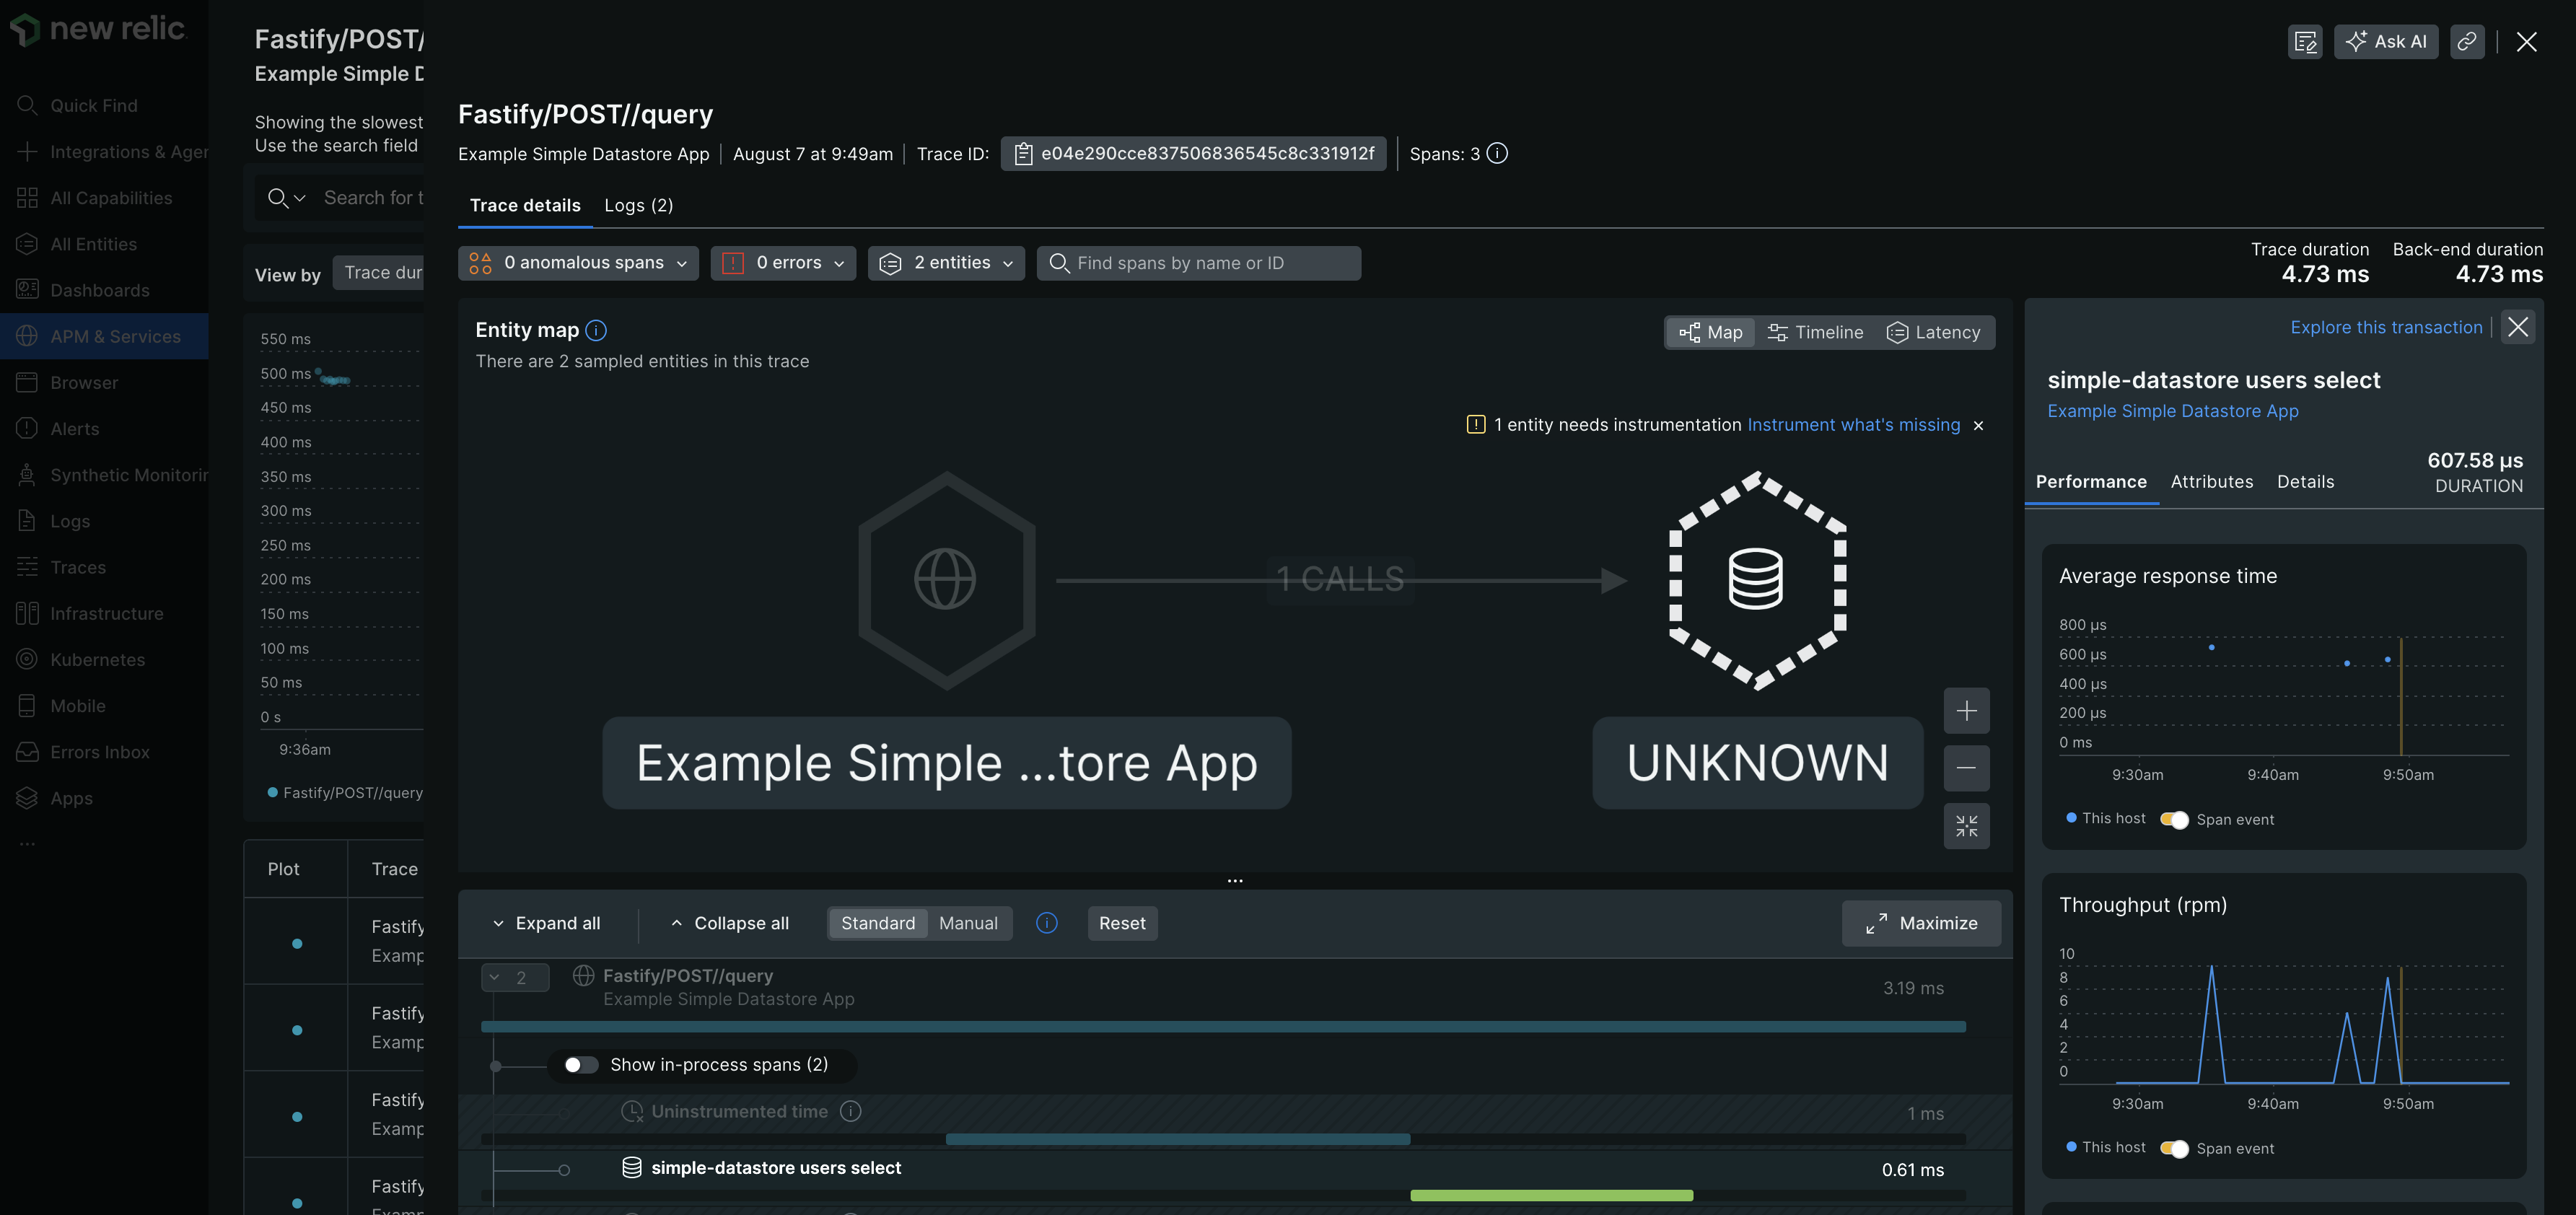 new relic
Quick Find
Integrations & Ager
All Capabilities
All Entities
Dashboards
APM & Services
Browser
Alerts
Synthetic Monitorin
Logs
Traces
Infrastructure
Kubernetes
Mobile
Errors Inbox
Apps
...
Fastify/POST/
Example Simple D
Showing the slowest
Use the search field
Search for t
View by
Trace dur
550 ms
500 ms
450 ms
400 ms
350 ms
300 ms
250 ms
200 ms
150 ms
100 ms
50 ms
0 s
9:36am
Fastify/POST//query
Plot
Trace
Fastify
Examp
Fastify
Examp
Fastify
Examp
Fastify
Examp
Ask AI
Fastify/POST//query
Example Simple Datastore App | August 7 at 9:49am | Trace ID: e04e290cce837506836545c8c331912f | Spans: 3
Trace details
Logs (2)
0 anomalous spans
0 errors
2 entities
Find spans by name or ID
Trace duration
4.73 ms
Back-end duration
4.73 ms
Entity map
There are 2 sampled entities in this trace
Map
Timeline
Latency
1 entity needs instrumentation Instrument what's missing
1 CALLS
Example Simple ...tore App
UNKNOWN
...
Expand all
Collapse all
Standard
Manual
Reset
Maximize
2
Fastify/POST//query
Example Simple Datastore App
3.19 ms
Show in-process spans (2)
Uninstrumented time
1 ms
simple-datastore users select
0.61 ms
Explore this transaction
simple-datastore users select
Example Simple Datastore App
607.58 µs
DURATION
Performance
Attributes
Details
Average response time
800 µs
600 µs
400 µs
200 µs
0 ms
9:30am
9:40am
9:50am
This host
Span event
Throughput (rpm)
10
8
6
4
2
0
9:30am
9:40am
9:50am
This host
Span event